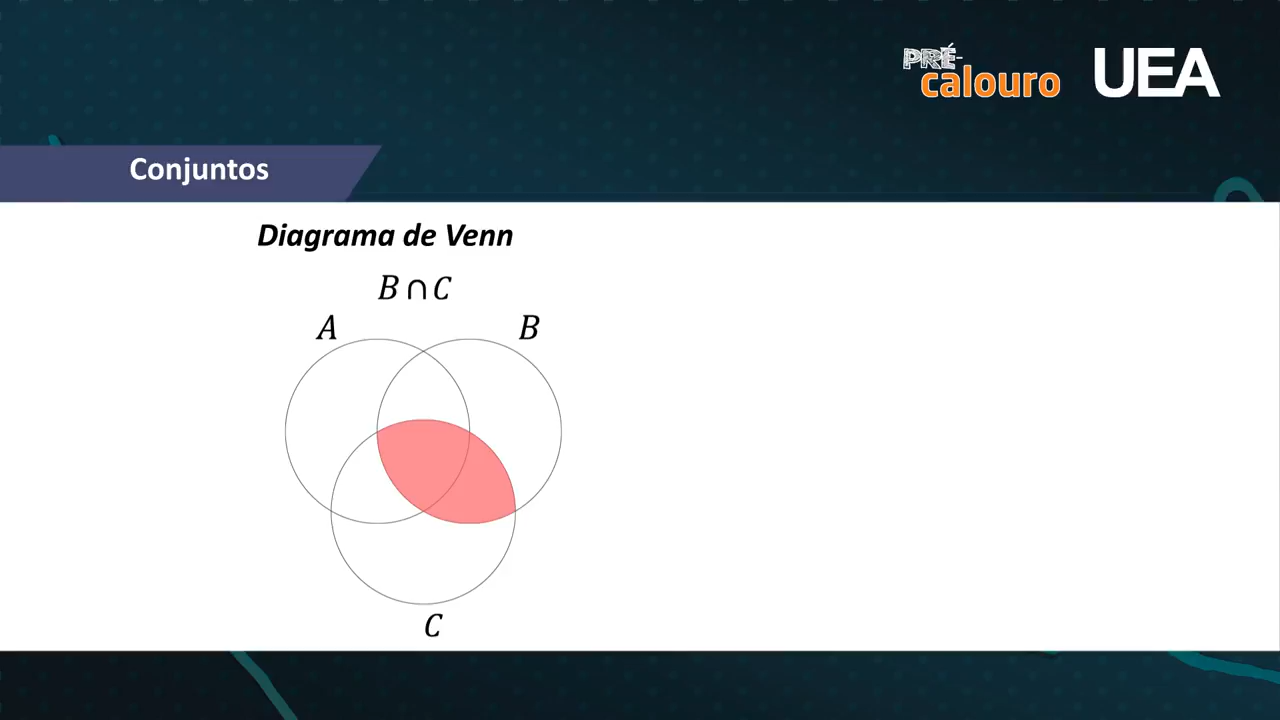 PRÉ-
calouro
UEA
Conjuntos
Diagrama de Venn
B ∩ C
A
B
C